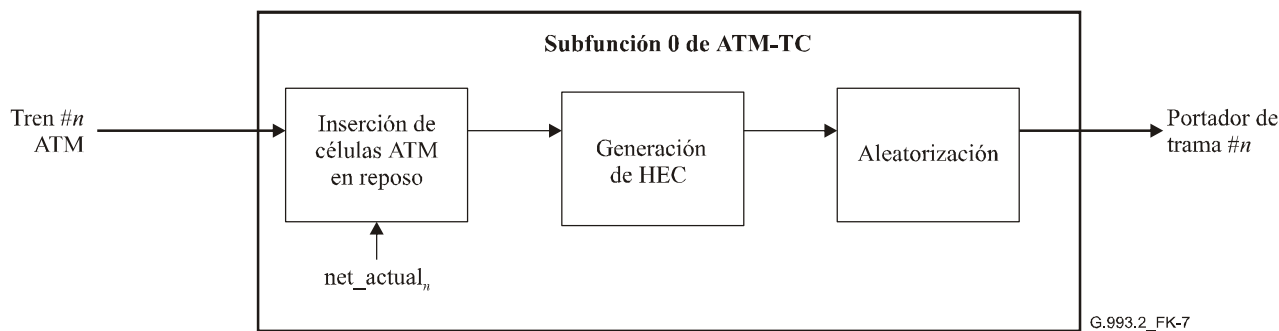 Subfunción 0 de ATM-TC
Tren #n
ATM
Inserción de
células ATM
en reposo
Generación
de HEC
Aleatorización
Portador de
trama #n
net_actualn
G.993.2_FK-7